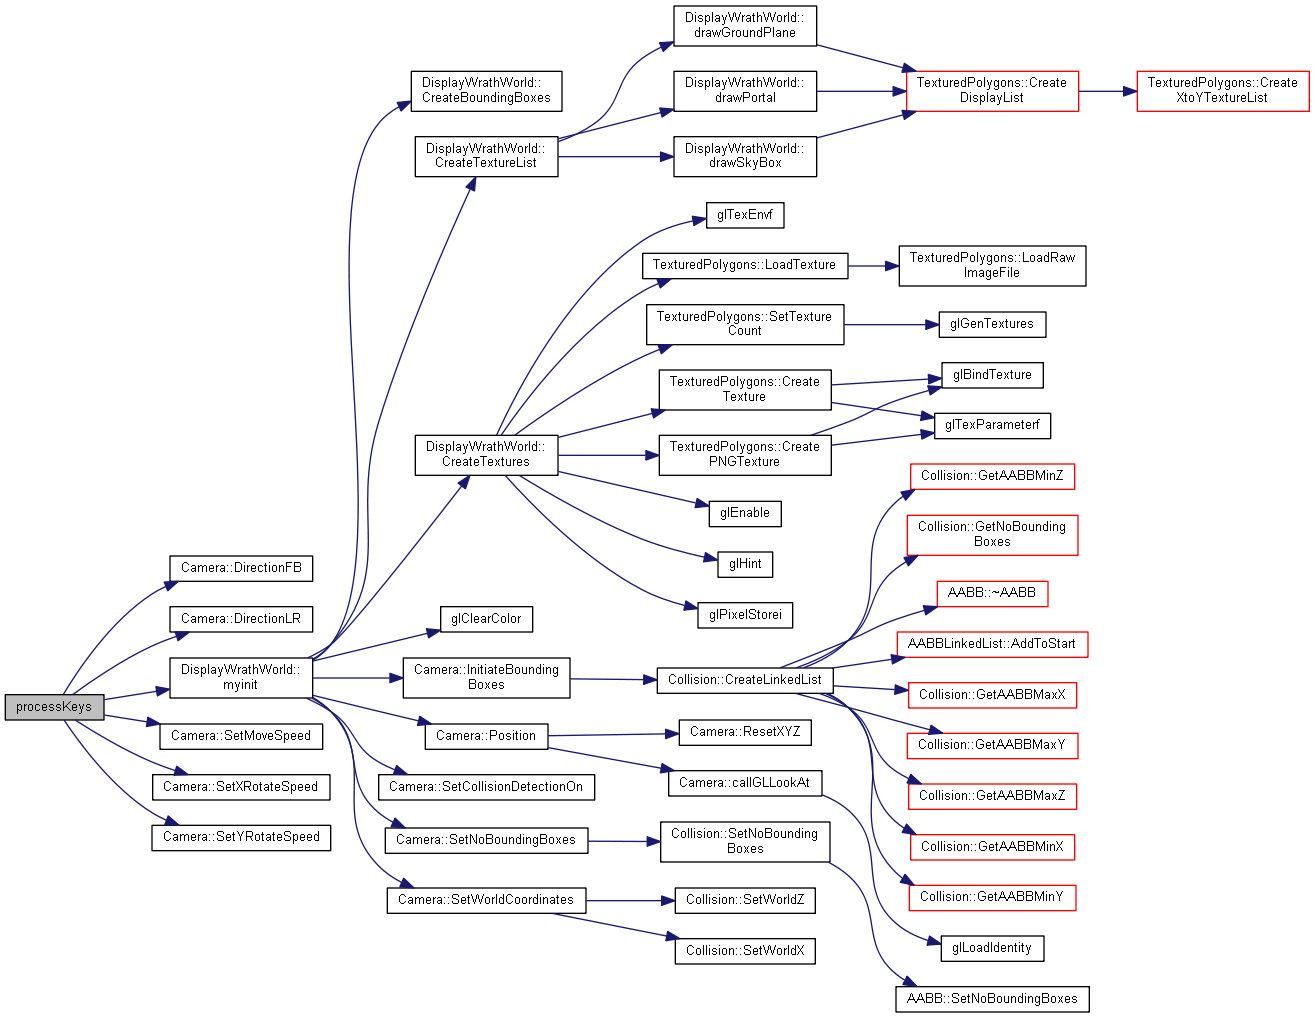 DisplayWrathWorld::
drawGroundPlane
DisplayWrathWorld::
CreateBoundingBoxes
DisplayWrathWorld::
drawPortal
TexturedPolygons::Create
DisplayList
TexturedPolygons::Create
XtoYTextureList
DisplayWrathWorld::
CreateTextureList
DisplayWrathWorld::
drawSkyBox
glTexEnvf
TexturedPolygons::LoadTexture
TexturedPolygons::LoadRaw
ImageFile
TexturedPolygons::SetTexture
Count
glGenTextures
TexturedPolygons::Create
Texture
glBindTexture
glTexParameterf
DisplayWrathWorld::
CreateTextures
TexturedPolygons::Create
PNGTexture
Collision::GetAABBMinZ
glEnable
Collision::GetNoBounding
Boxes
glHint
Camera::DirectionFB
AABB::~AABB
glPixelStorei
Camera::DirectionLR
glClearColor
AABBLinkedList::AddToStart
DisplayWrathWorld::
myinit
Camera::InitiateBounding
Boxes
Collision::CreateLinkedList
Collision::GetAABBMaxX
processKeys
Camera::SetMoveSpeed
Camera::Position
Camera::ResetXYZ
Collision::GetAABBMaxY
Camera::SetXRotateSpeed
Camera::SetCollisionDetectionOn
Camera::callGLLookAt
Collision::GetAABBMaxZ
Camera::SetYRotateSpeed
Camera::SetNoBoundingBoxes
Collision::SetNoBounding
Boxes
Collision::GetAABBMinX
Camera::SetWorldCoordinates
Collision::SetWorldZ
Collision::GetAABBMinY
Collision::SetWorldX
glLoadIdentity
AABB::SetNoBoundingBoxes